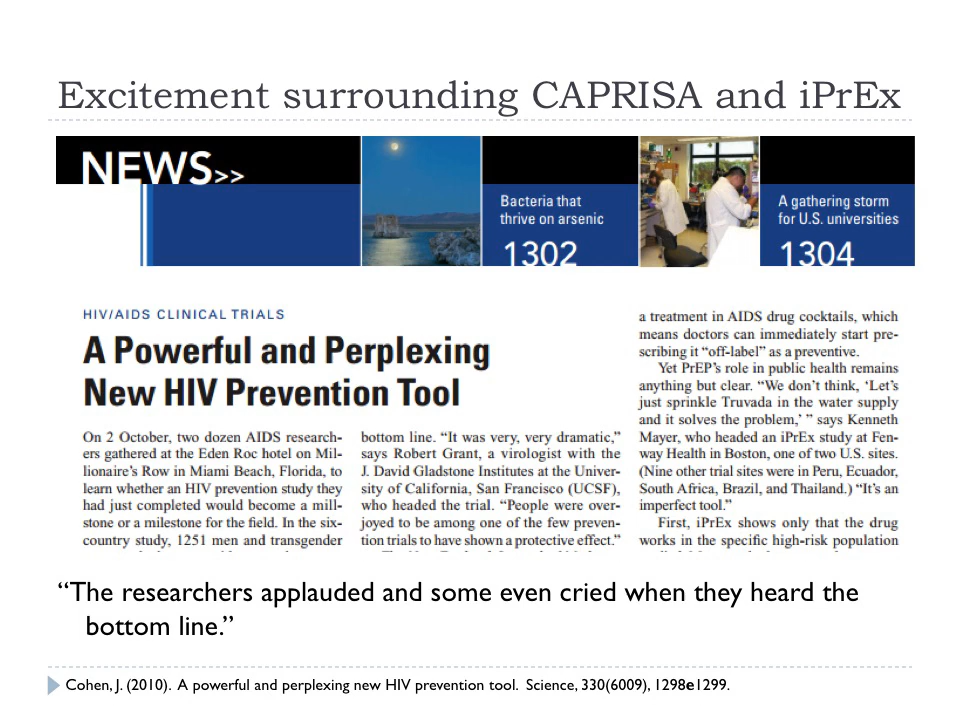 Excitement surrounding CAPRISA and iPrEx
NEWS>>
Bacteria that
thrive on arsenic
1302
A gathering storm
for U.S. universities
1304
HIV/AIDS CLINICAL TRIALS
A Powerful and Perplexing
New HIV Prevention Tool
On 2 October, two dozen AIDS research-
ers gathered at the Eden Roc hotel on Mil-
lionaire’s Row in Miami Beach, Florida, to
learn whether an HIV prevention study they
had just completed would become a mill-
stone or a milestone for the field. In the six-
country study, 1251 men and transgender
bottom line. “It was very, very dramatic,”
says Robert Grant, a virologist with the
J. David Gladstone Institutes at the Univer-
sity of California, San Francisco (UCSF),
who headed the trial. “People were over-
joyed to be among one of the few preven-
tion trials to have shown a protective effect.”
a treatment in AIDS drug cocktails, which
means doctors can immediately start pre-
scribing it “off-label” as a preventive.
Yet PrEP’s role in public health remains
anything but clear. “We don’t think, ‘Let’s
just sprinkle Truvada in the water supply
and it solves the problem,’ ” says Kenneth
Mayer, who headed an iPrEx study at Fen-
way Health in Boston, one of two U.S. sites.
(Nine other trial sites were in Peru, Ecuador,
South Africa, Brazil, and Thailand.) “It’s an
imperfect tool.”
First, iPrEx shows only that the drug
works in the specific high-risk population
“The researchers applauded and some even cried when they heard the
bottom line.”
Cohen, J. (2010). A powerful and perplexing new HIV prevention tool. Science, 330(6009), 1298e1299.